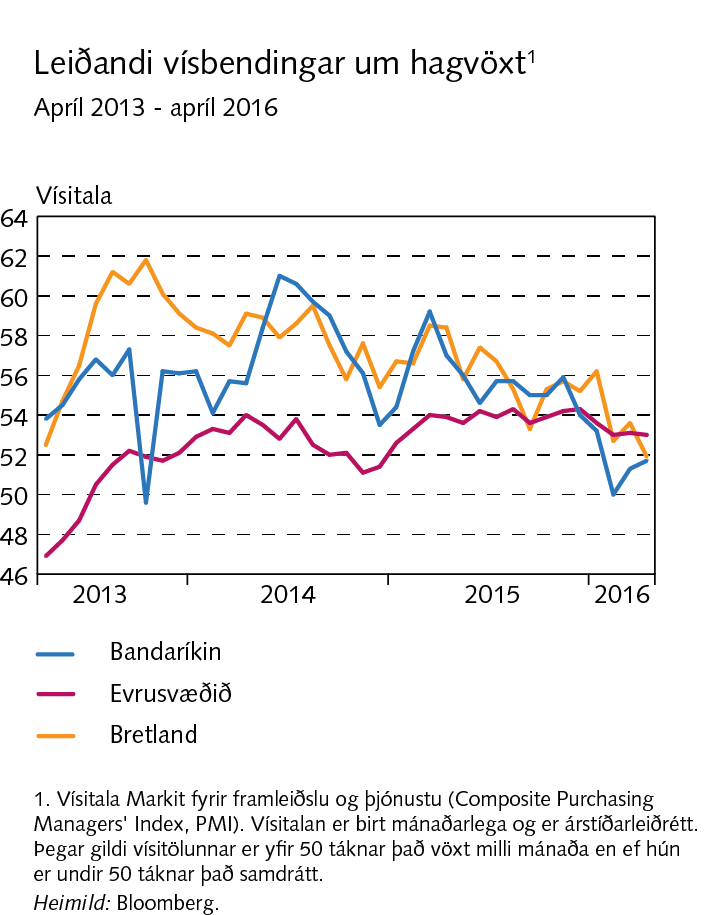 Leiðandi vísbendingar um hagvöxt¹
Apríl 2013 - apríl 2016
Vísitala
64
62
60
58
56
54
52
50
48
46
2013 2014 2015 2016
Bandaríkin
Evrusvæðið
Bretland
1. Vísitala Markit fyrir framleiðslu og þjónustu (Composite Purchasing
Managers' Index, PMI). Vísitalan er birt mánaðarlega og er árstíðarleiðrétt.
Þegar gildi vísitölunnar er yfir 50 táknar það vöxt milli mánaða en ef hún
er undir 50 táknar það samdrátt.
Heimild: Bloomberg.